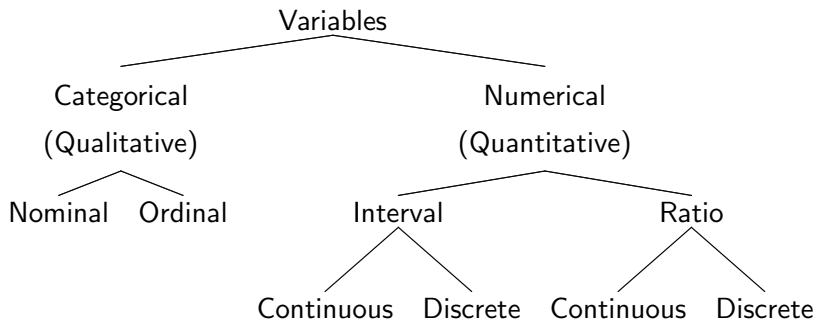 Variables
Categorical Numerical
(Qualitative) (Quantitative)
Nominal Ordinal Interval Ratio
Continuous Discrete Continuous Discrete